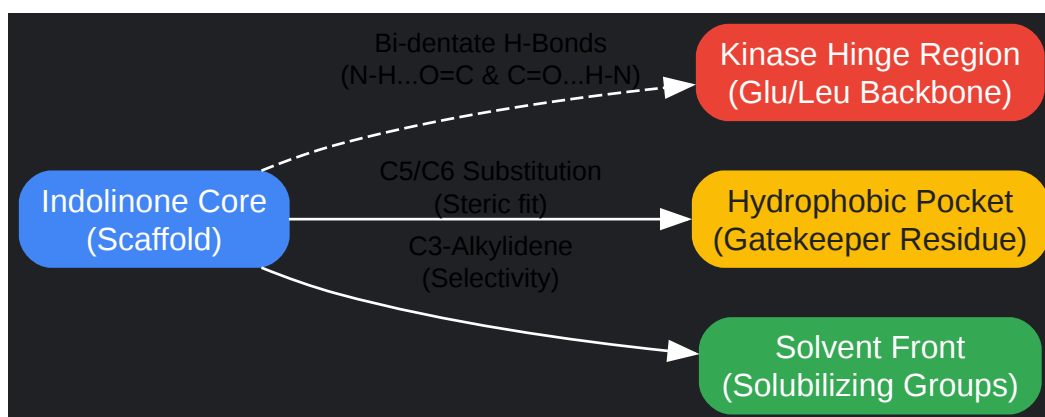 Bi-dentate H-Bonds
(N-H...O=C & C=O...H-N)
Kinase Hinge Region
(Glu/Leu Backbone)
Indolinone Core
(Scaffold)
C5/C6 Substitution
(Steric fit)
Hydrophobic Pocket
(Gatekeeper Residue)
C3-Alkylidene
(Selectivity)
Solvent Front
(Solubilizing Groups)